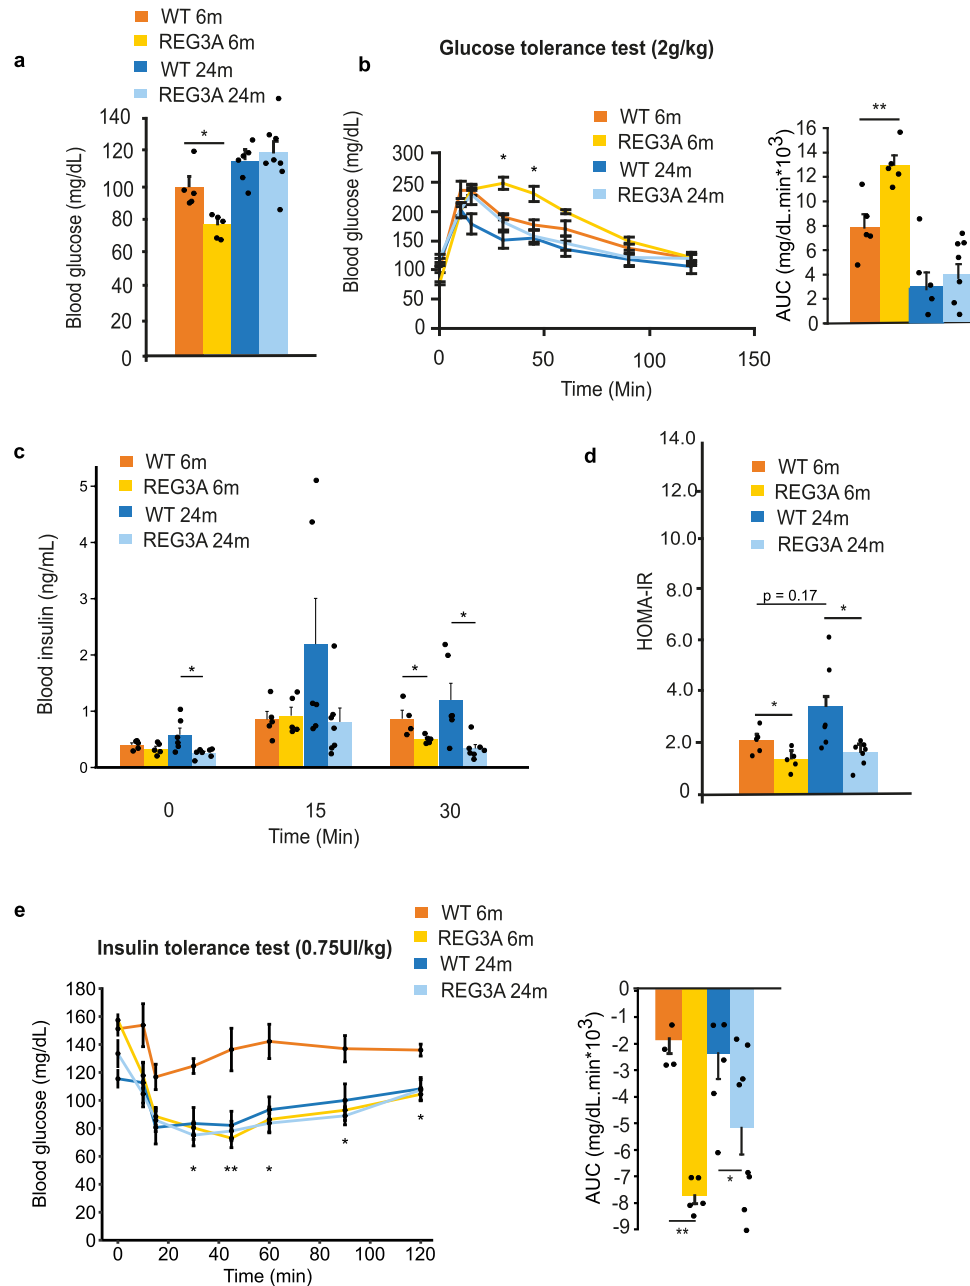 WT 6m
REG3A 6m
WT 24m
REG3A 24m
a
140
120
100
80
60
40
20
0
Blood glucose (mg/dL)
*
b
Glucose tolerance test (2g/kg)
WT 6m
REG3A 6m
WT 24m
REG3A 24m
300
250
200
150
100
50
0
Blood glucose (mg/dL)
*
*
0
50
100
150
Time (Min)
16
14
12
10
8
6
4
2
0
AUC (mg/dL.min*10^3)
**
c
WT 6m
REG3A 6m
WT 24m
REG3A 24m
5
4
3
2
1
0
Blood insulin (ng/mL)
*
*
*
0
15
30
Time (Min)
d
14.0
12.0
10.0
8.0
6.0
4.0
2.0
0
HOMA-IR
WT 6m
REG3A 6m
WT 24m
REG3A 24m
p = 0.17
*
*
e
Insulin tolerance test (0.75UI/kg)
WT 6m
REG3A 6m
WT 24m
REG3A 24m
180
160
140
120
100
80
60
40
20
0
Blood glucose (mg/dL)
*
**
*
*
*
0 20 40 60 80 100 120
Time (min)
0
-1
-2
-3
-4
-5
-6
-7
-8
-9
AUC (mg/dL.min*10^3)
**
*